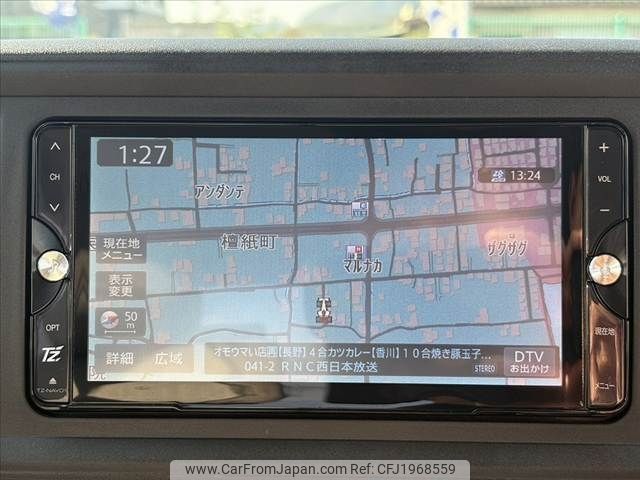 1:27
13:24
アンダンテ
檀紙町
マルナカ
ザグザグ
現在地
メニュー
表示
変更
50
m
詳細
広域
オモウマい店囲【長野】４合カツカレー【香川】１０合焼き豚玉子…
041-2 ＲＮＣ西日本放送
STEREO
DTV
お出かけ
CH
OPT
TZ
TZ-NAVI
+
VOL
−
現在地
メニュー
www.CarFromJapan.com - CFJ1968559